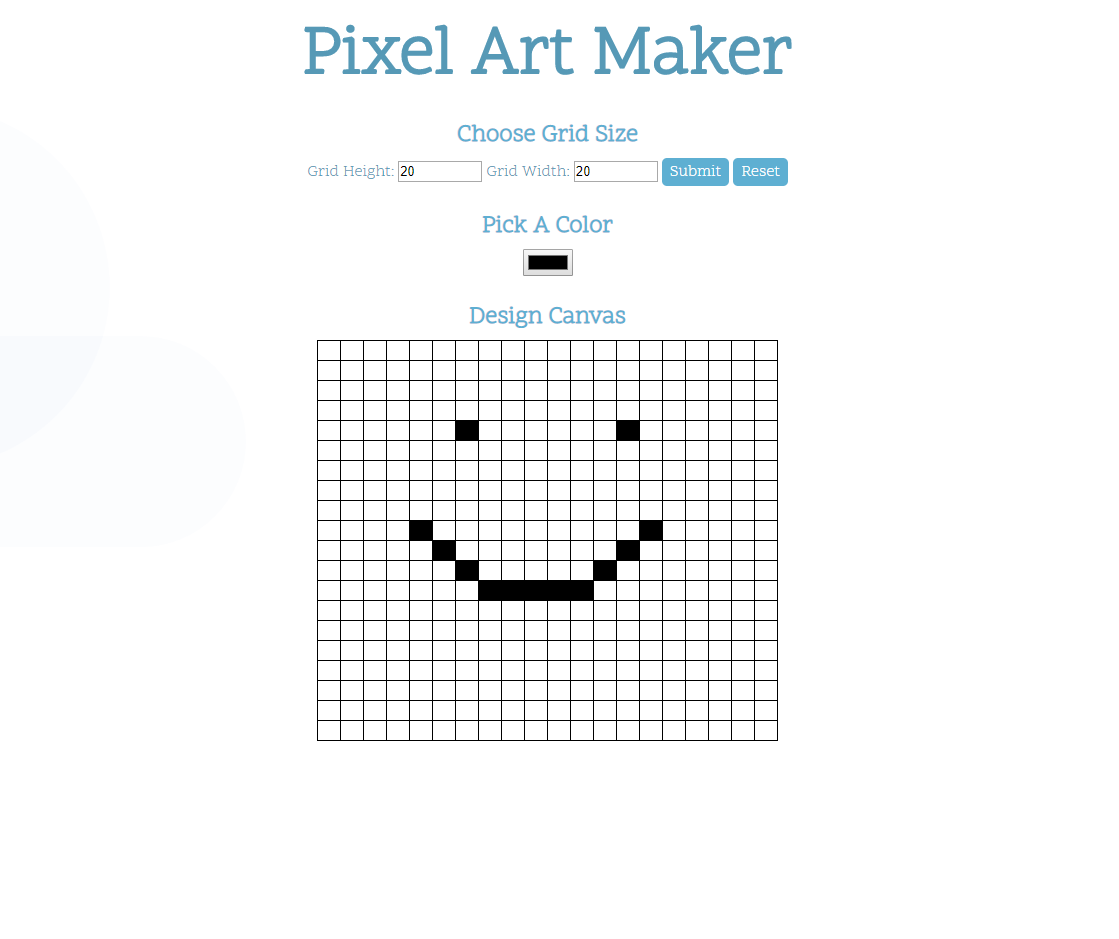 Pixel Art Maker
Choose Grid Size
Grid Height: 20 Grid Width: 20 Submit Reset
Pick A Color
Design Canvas